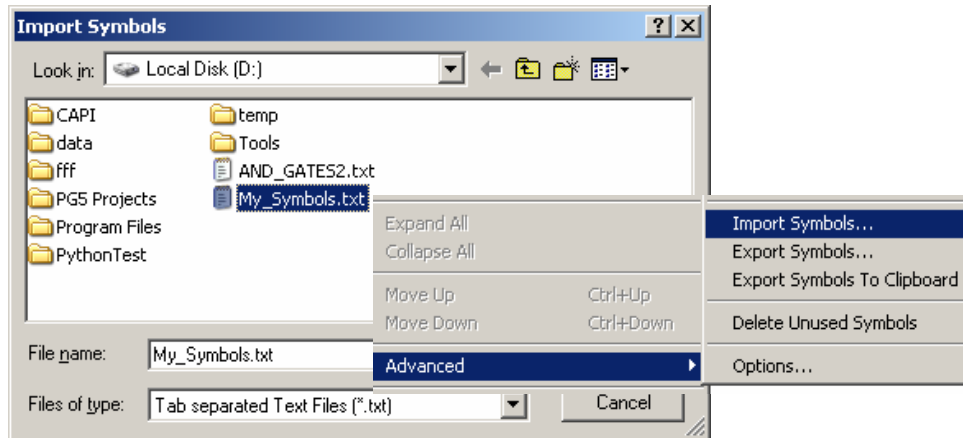 Import Symbols
Look in: Local Disk (D:)
CAPI
data
fff
PG5 Projects
Program Files
PythonTest
temp
Tools
AND_GATES2.txt
My_Symbols.txt
File name: My_Symbols.txt
Files of type: Tab separated Text Files (*.txt)
Cancel
Expand All
Collapse All
Move Up Ctrl+Up
Move Down Ctrl+Down
Advanced
Import Symbols...
Export Symbols...
Export Symbols To Clipboard
Delete Unused Symbols
Options...